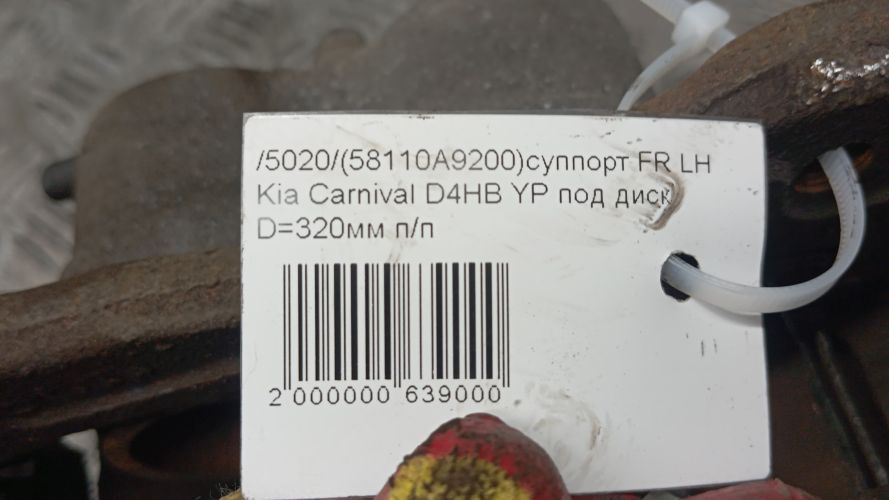 /5020/(58110A9200)суппорт FR LH
Kia Carnival D4HB YP под диск
D=320мм п/п
2 000000 639000